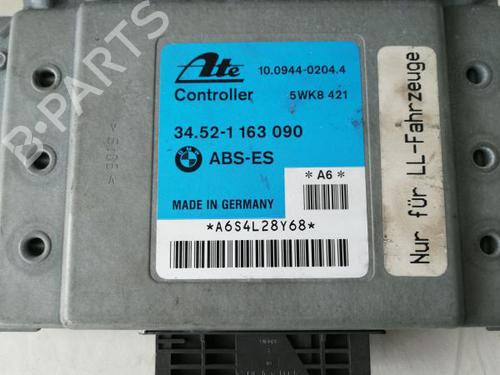 Ate
10.0944-0204.4
Controller
5WK8 421
34.52-1 163 090
BMW
ABS-ES
* A6 *
MADE IN GERMANY
*A6S4L28Y68*
Nur für LL-Fahrzeuge
B-PARTS